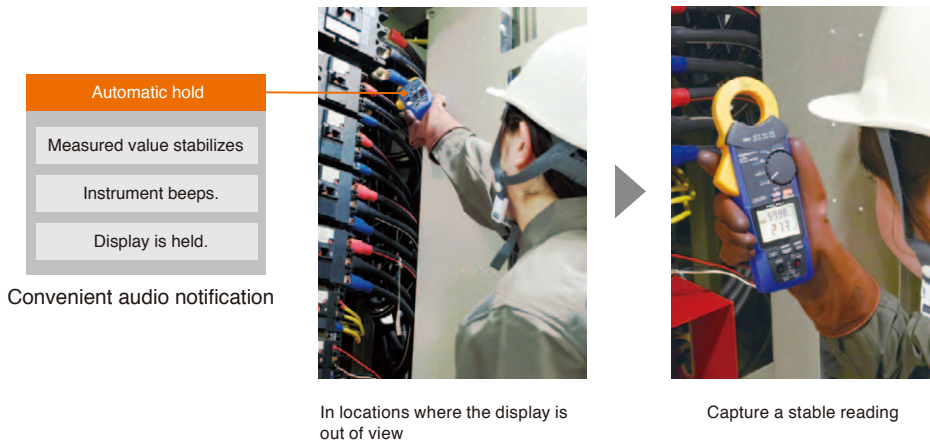 Automatic hold
Measured value stabilizes
Instrument beeps.
Display is held.
Convenient audio notification
In locations where the display is
out of view
Capture a stable reading